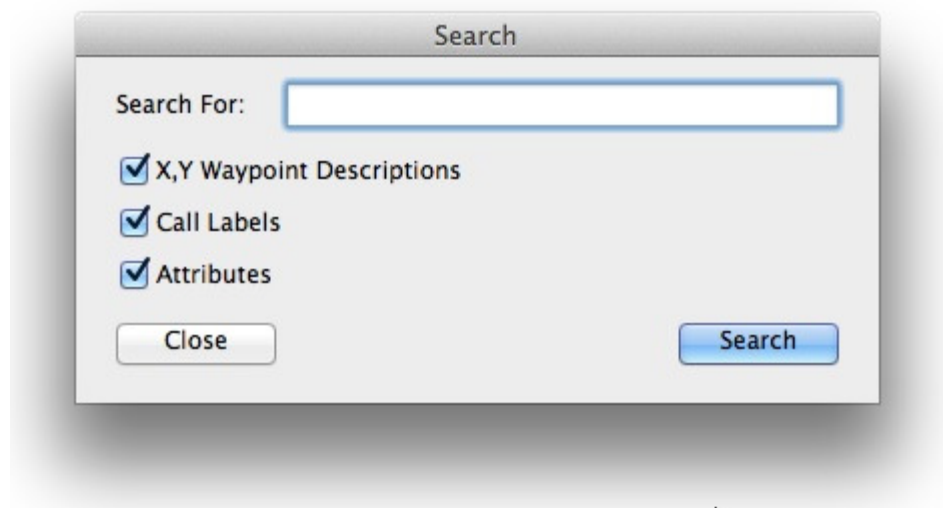 Search
Search For:
X,Y Waypoint Descriptions
Call Labels
Attributes
Close Search